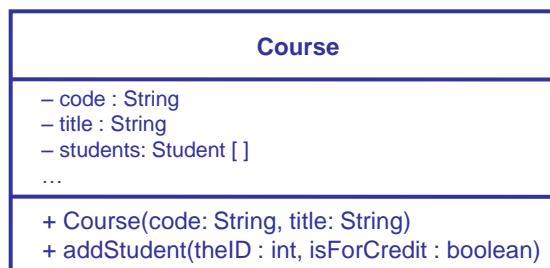 Course
– code : String
– title : String
– students: Student [ ]
…
+ Course(code: String, title: String)
+ addStudent(theID : int, isForCredit : boolean)